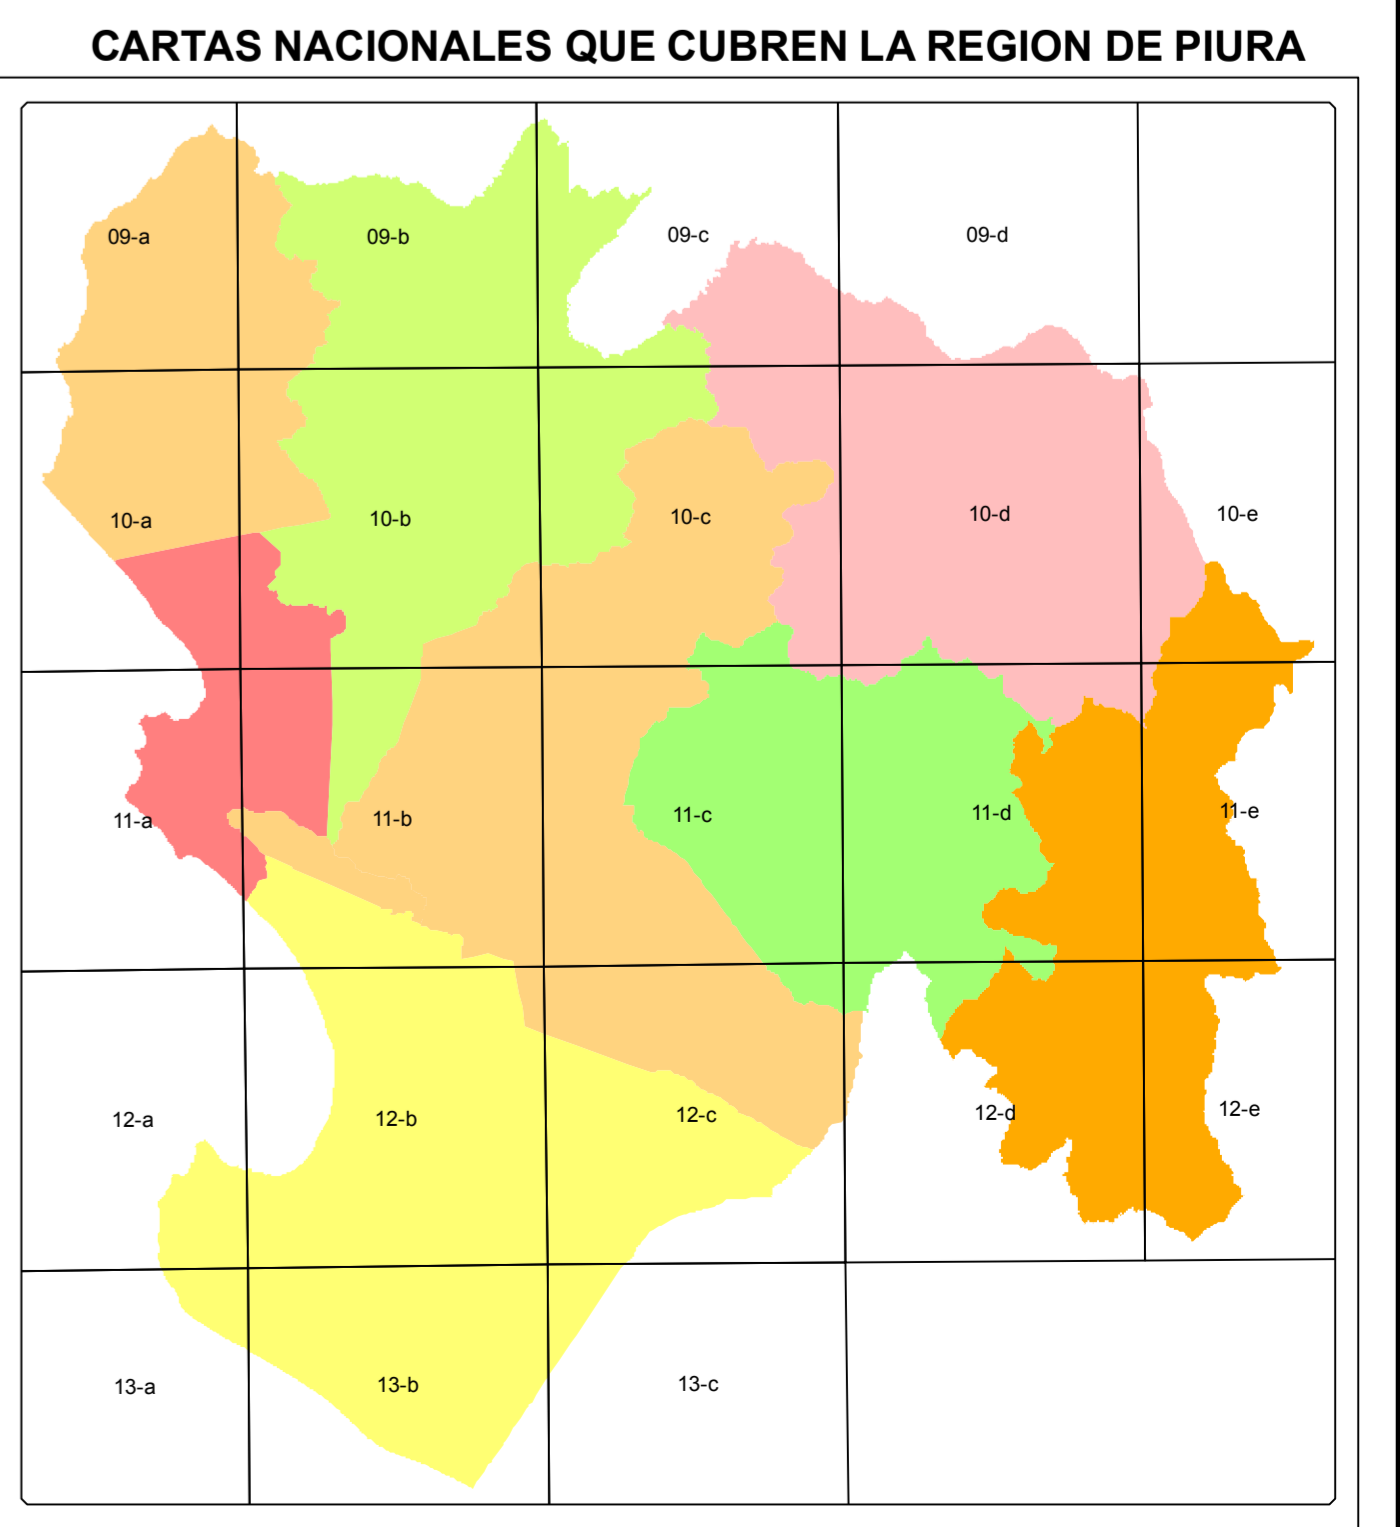 CARTAS NACIONALES QUE CUBREN LA REGION DE PIURA
09-a
09-b
09-c
09-d
10-a
10-b
10-c
10-d
10-e
11-a
11-b
11-c
11-d
11-e
12-a
12-b
12-c
12-d
12-e
13-a
13-b
13-c